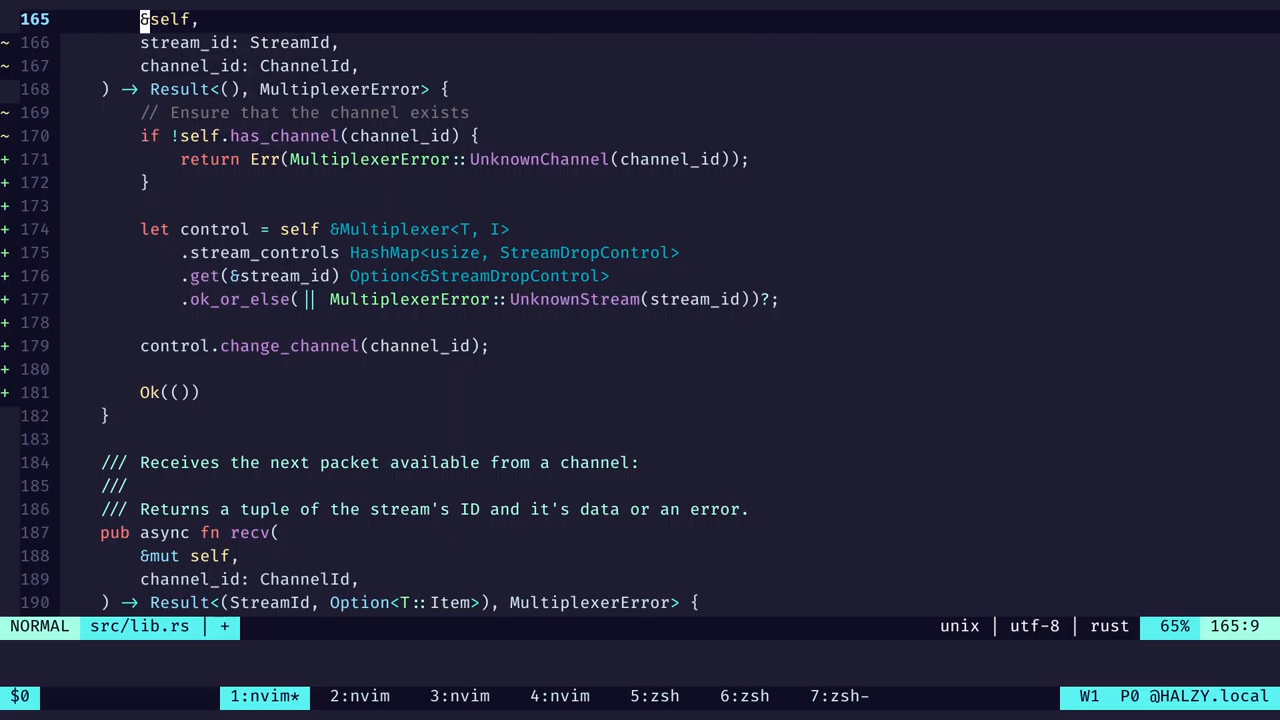 165         &self,
~ 166         stream_id: StreamId,
~ 167         channel_id: ChannelId,
168     ) -> Result<(), MultiplexerError> {
~ 169         // Ensure that the channel exists
~ 170         if !self.has_channel(channel_id) {
+ 171             return Err(MultiplexerError::UnknownChannel(channel_id));
+ 172         }
+ 173
+ 174         let control = self &Multiplexer<T, I>
+ 175             .stream_controls HashMap<usize, StreamDropControl>
+ 176             .get(&stream_id) Option<&StreamDropControl>
+ 177             .ok_or_else(|| MultiplexerError::UnknownStream(stream_id))?;
+ 178
+ 179         control.change_channel(channel_id);
+ 180
+ 181         Ok(())
182     }
183
184     /// Receives the next packet available from a channel:
185     ///
186     /// Returns a tuple of the stream's ID and it's data or an error.
187     pub async fn recv(
188         &mut self,
189         channel_id: ChannelId,
190     ) -> Result<(StreamId, Option<T::Item>), MultiplexerError> {
NORMAL src/lib.rs | + unix | utf-8 | rust 65% 165:9
$0 1:nvim* 2:nvim 3:nvim 4:nvim 5:zsh 6:zsh 7:zsh- W1 P0 @HALZY.local